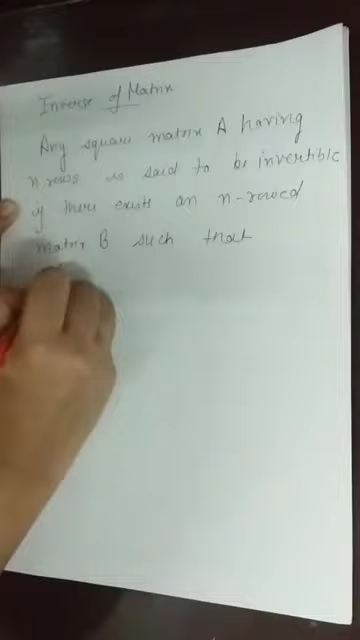 Inverse of Matrix
Any square matrix A having
n rows is said to be invertible
if there exists an n-rowed
matrix B such that